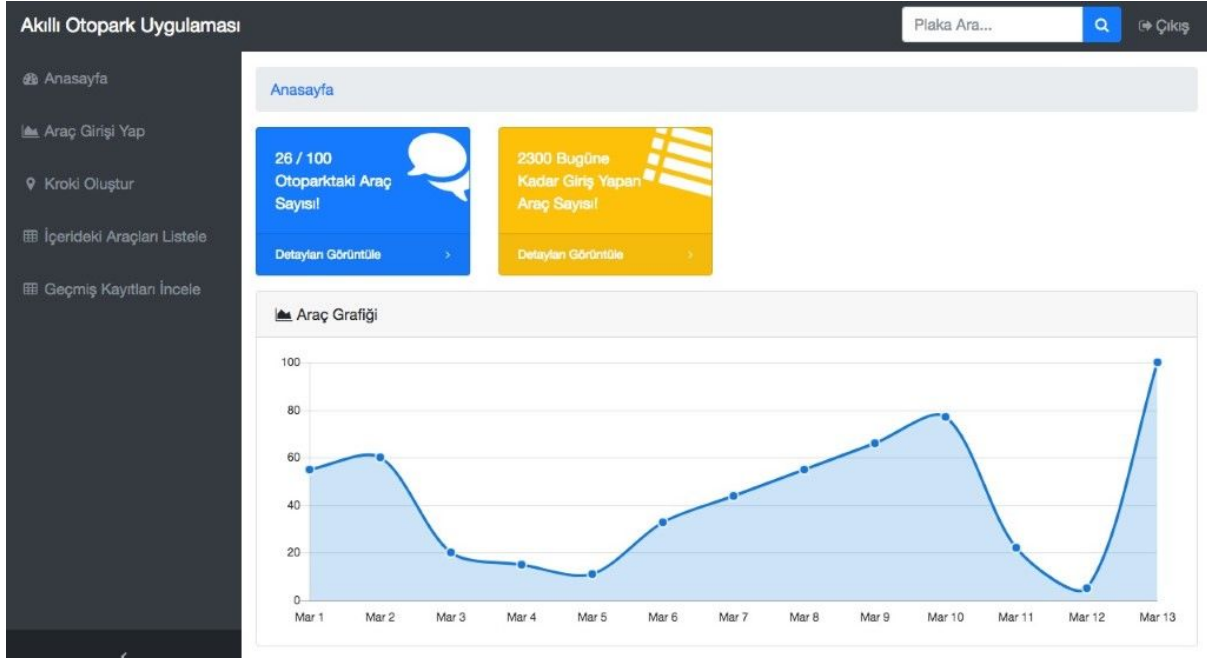 Akıllı Otopark Uygulaması
Plaka Ara...
Çıkış
Anasayfa
Araç Girişi Yap
Kroki Oluştur
İçerideki Araçları Listele
Geçmiş Kayıtları İncele
Anasayfa
26 / 100
Otoparktaki Araç
Sayısı!
Detayları Görüntüle
2300 Bugüne
Kadar Giriş Yapan
Araç Sayısı!
Detayları Görüntüle
Araç Grafiği
100
80
60
40
20
0
Mar 1 Mar 2 Mar 3 Mar 4 Mar 5 Mar 6 Mar 7 Mar 8 Mar 9 Mar 10 Mar 11 Mar 12 Mar 13